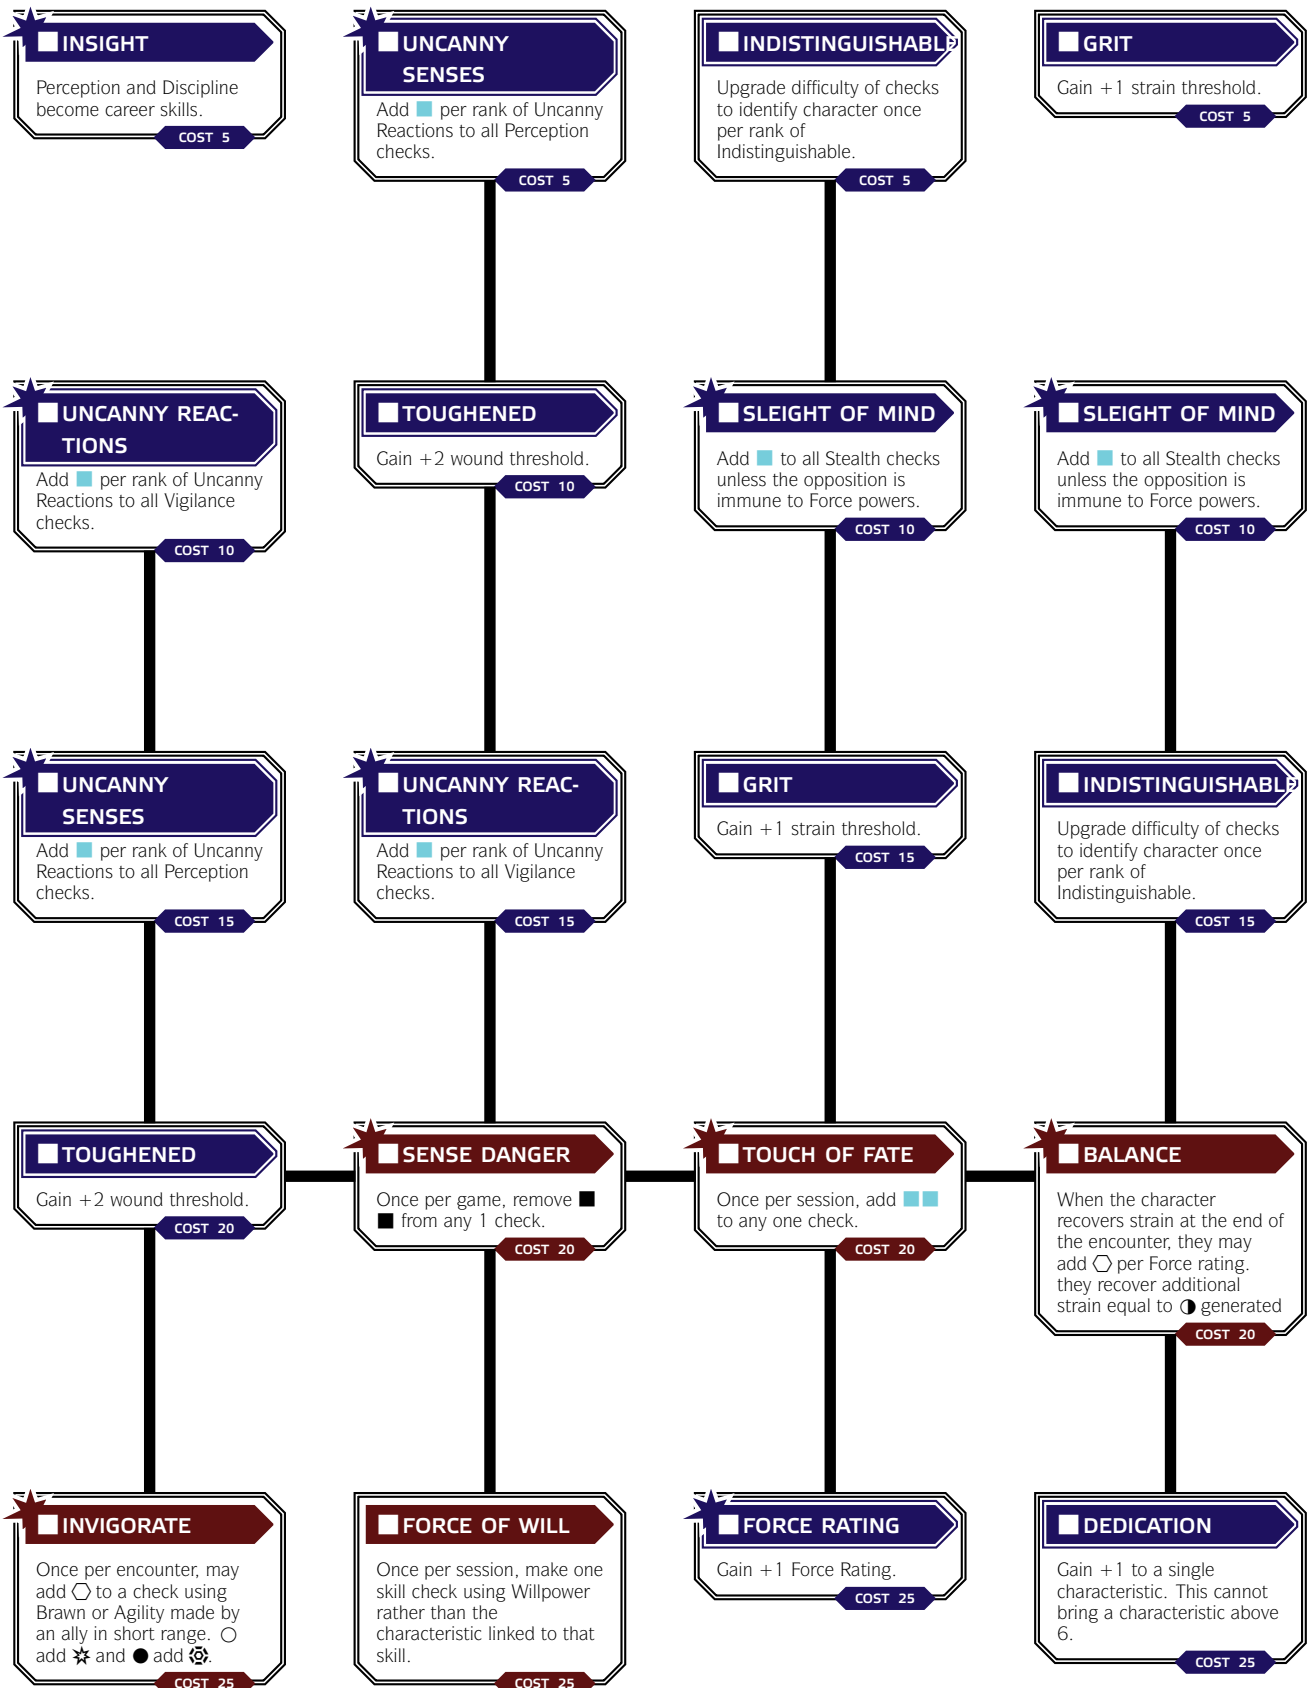 INSIGHT
Perception and Discipline
become career skills.
COST 5
UNCANNY
SENSES
Add per rank of Uncanny
Reactions to all Perception
checks.
COST 5
INDISTINGUISHABLE
Upgrade difficulty of checks
to identify character once
per rank of
Indistinguishable.
COST 5
GRIT
Gain +1 strain threshold.
COST 5
UNCANNY REAC-
TIONS
Add per rank of Uncanny
Reactions to all Vigilance
checks.
COST 10
TOUGHENED
Gain +2 wound threshold.
COST 10
SLEIGHT OF MIND
Add to all Stealth checks
unless the opposition is
immune to Force powers.
COST 10
SLEIGHT OF MIND
Add to all Stealth checks
unless the opposition is
immune to Force powers.
COST 10
UNCANNY
SENSES
Add per rank of Uncanny
Reactions to all Perception
checks.
COST 15
UNCANNY REAC-
TIONS
Add per rank of Uncanny
Reactions to all Vigilance
checks.
COST 15
GRIT
Gain +1 strain threshold.
COST 15
INDISTINGUISHABLE
Upgrade difficulty of checks
to identify character once
per rank of
Indistinguishable.
COST 15
TOUGHENED
Gain +2 wound threshold.
COST 20
SENSE DANGER
Once per game, remove
from any 1 check.
COST 20
TOUCH OF FATE
Once per session, add
to any one check.
COST 20
BALANCE
When the character
recovers strain at the end of
the encounter, they may
add per Force rating.
they recover additional
strain equal to generated
COST 20
INVIGORATE
Once per encounter, may
add to a check using
Brawn or Agility made by
an ally in short range.
add and add .
COST 25
FORCE OF WILL
Once per session, make one
skill check using Willpower
rather than the
characteristic linked to that
skill.
COST 25
FORCE RATING
Gain +1 Force Rating.
COST 25
DEDICATION
Gain +1 to a single
characteristic. This cannot
bring a characteristic above
6.
COST 25